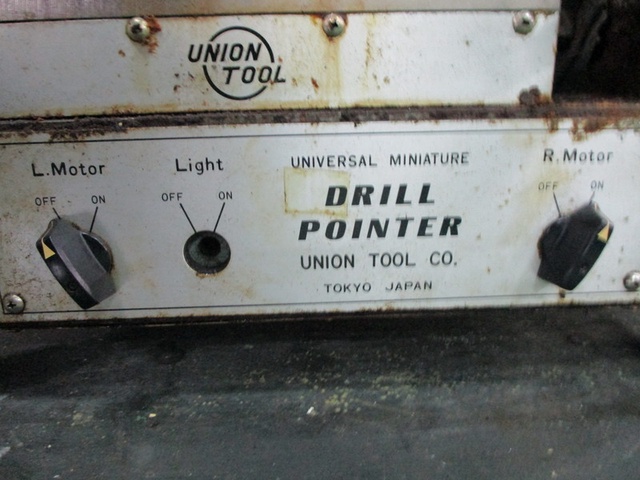 UNION
TOOL
L.Motor
OFF ON
Light
OFF ON
UNIVERSAL MINIATURE
DRILL
POINTER
UNION TOOL CO.
TOKYO JAPAN
R.Motor
OFF ON